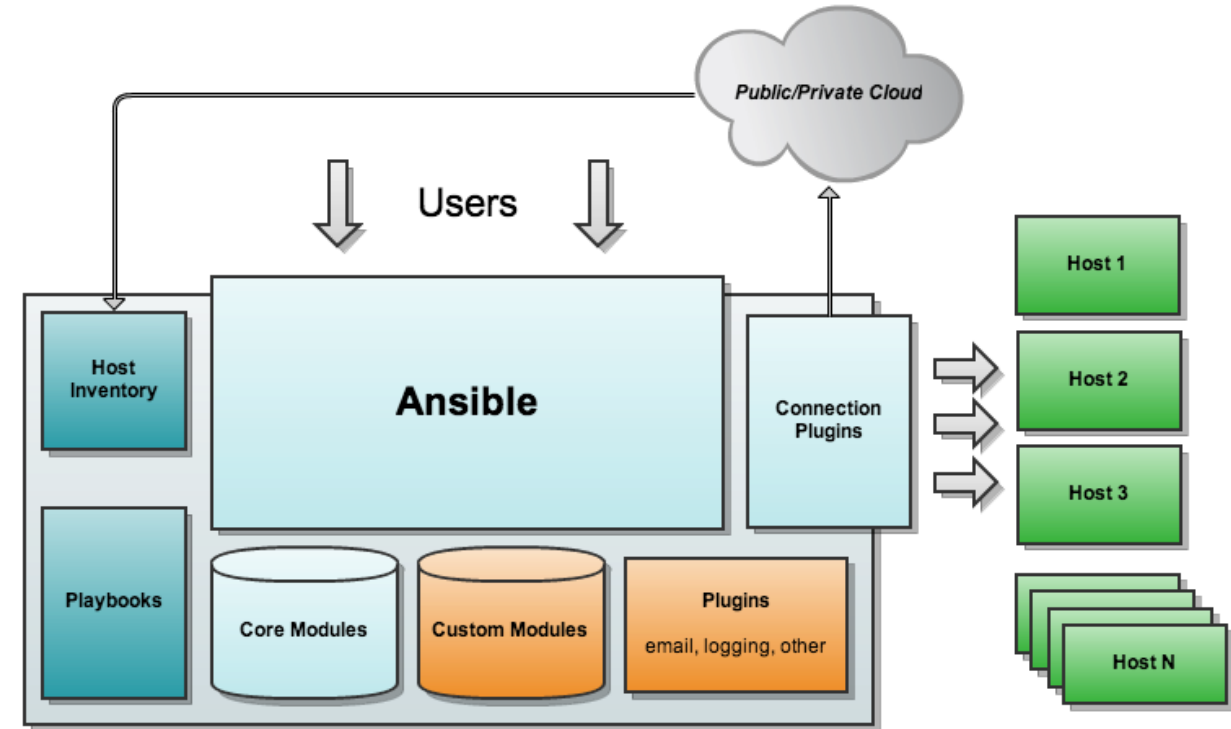 Public/Private Cloud
Users
Host 1
Host
Inventory
Ansible
Connection
Plugins
Host 2
Host 3
Playbooks
Core Modules
Custom Modules
Plugins
email, logging, other
Host N